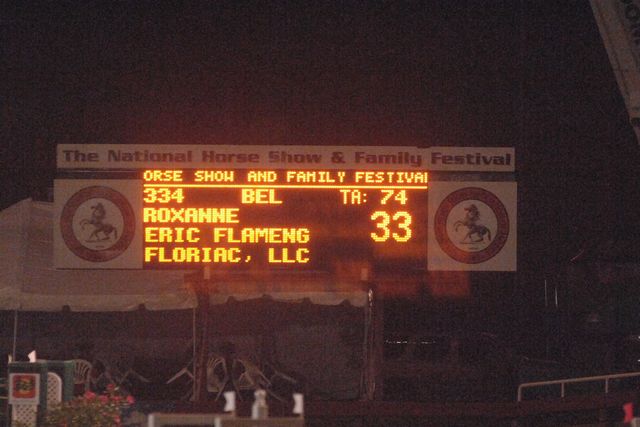 The National Horse Show & Family Festival
ORSE SHOW AND FAMILY FESTIVAL
334 BEL TA: 74
ROXANNE 33
ERIC FLAMENG
FLORIAC, LLC